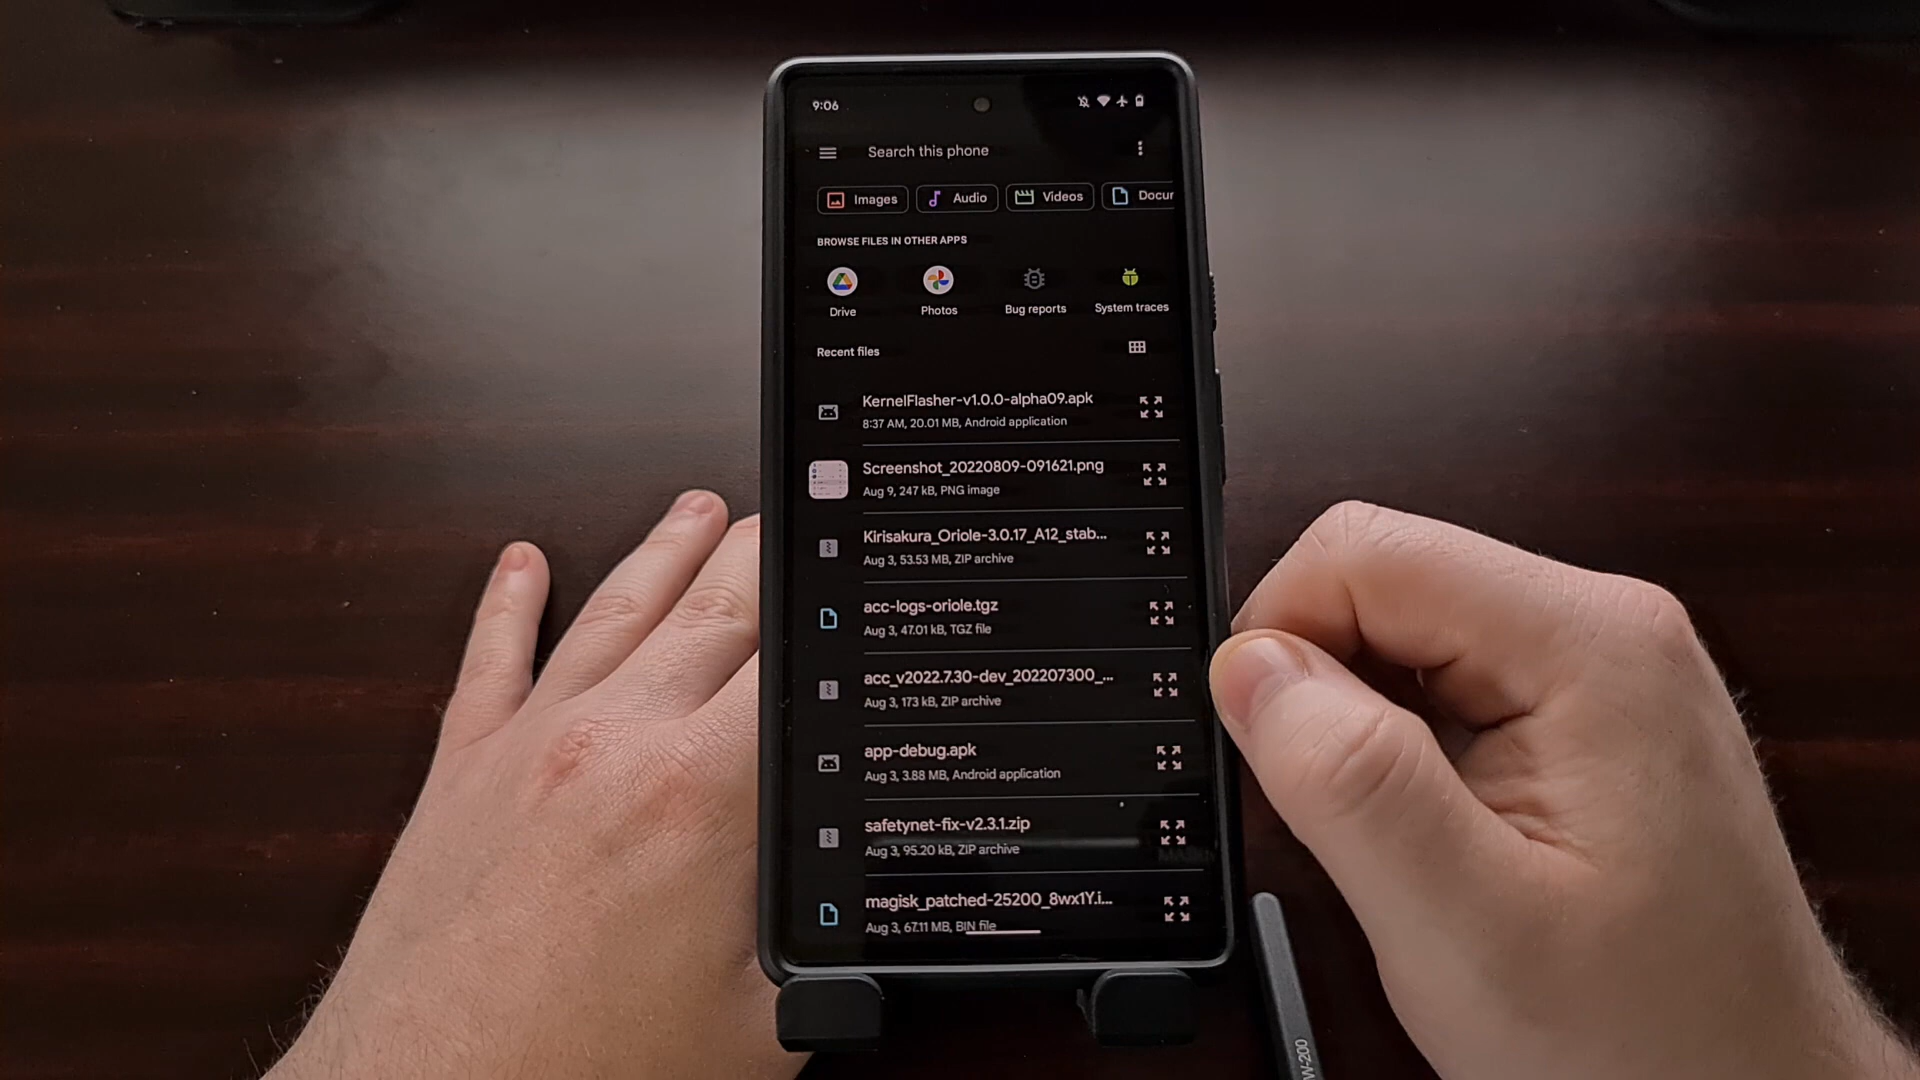 9:06
Search this phone
Images Audio Videos Docur
BROWSE FILES IN OTHER APPS
Drive Photos Bug reports System traces
Recent files
KernelFlasher-v1.0.0-alpha09.apk
8:37 AM, 20.01 MB, Android application
Screenshot_20220809-091621.png
Aug 9, 247 kB, PNG image
Kirisakura_Oriole-3.0.17_A12_stab...
Aug 3, 53.53 MB, ZIP archive
acc-logs-oriole.tgz
Aug 3, 47.01 kB, TGZ file
acc_v2022.7.30-dev_202207300_...
Aug 3, 173 kB, ZIP archive
app-debug.apk
Aug 3, 3.88 MB, Android application
safetynet-fix-v2.3.1.zip
Aug 3, 95.20 kB, ZIP archive
magisk_patched-25200_8wx1Y.i...
Aug 3, 67.11 MB, BIN file
W-200